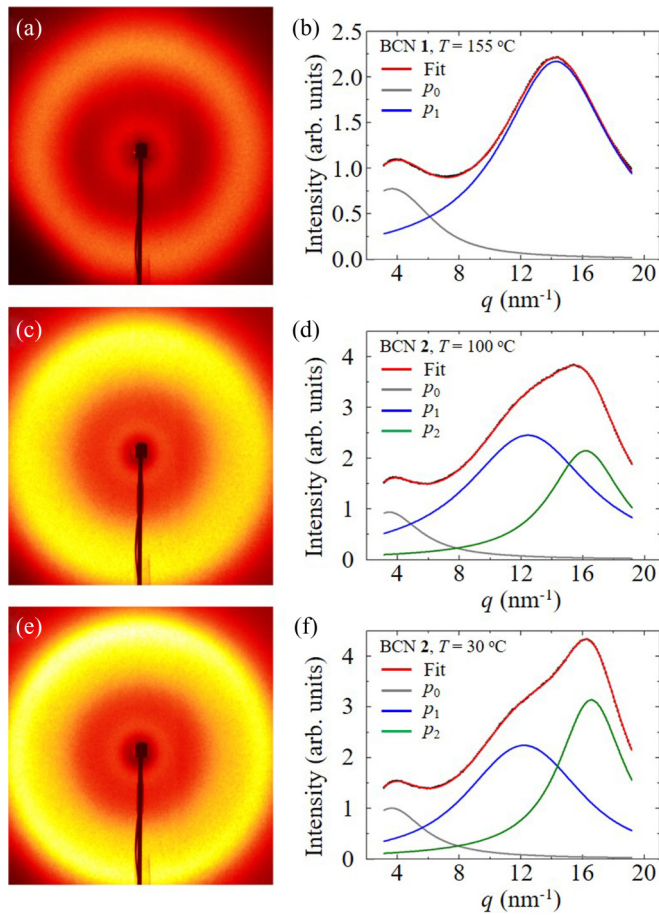 (a)
(b)
BCN 1, T = 155 °C
Fit
p0
p1
2.5
2.0
1.5
1.0
0.5
0.0
Intensity (arb. units)
4 8 12 16 20
q (nm-1)
(c)
(d)
BCN 2, T = 100 °C
Fit
p0
p1
p2
4
3
2
1
0
Intensity (arb. units)
4 8 12 16 20
q (nm-1)
(e)
(f)
BCN 2, T = 30 °C
Fit
p0
p1
p2
4
3
2
1
0
Intensity (arb. units)
4 8 12 16 20
q (nm-1)